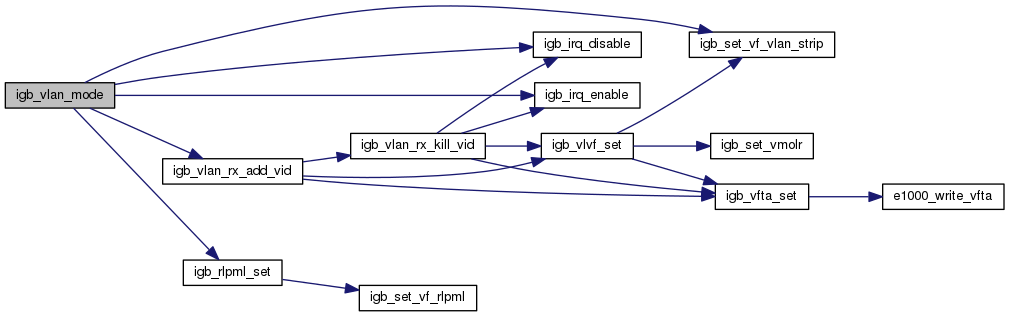 igb_vlan_mode
igb_irq_disable
igb_set_vf_vlan_strip
igb_irq_enable
igb_vlan_rx_kill_vid
igb_vlvf_set
igb_set_vmolr
igb_vlan_rx_add_vid
igb_vfta_set
e1000_write_vfta
igb_rlpml_set
igb_set_vf_rlpml